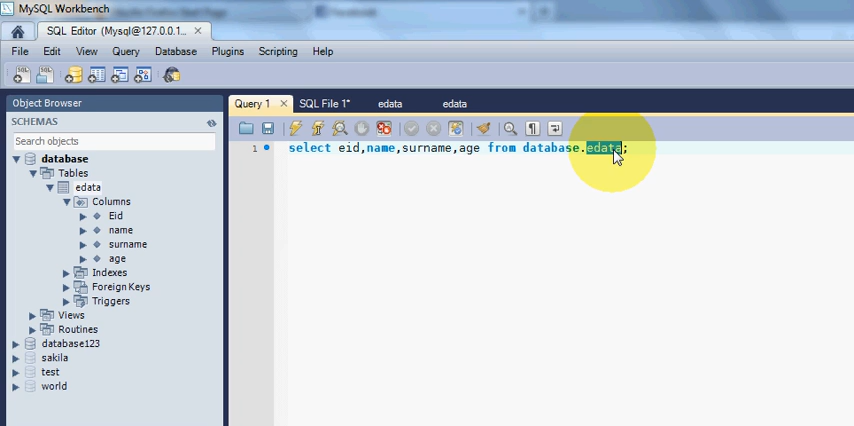 MySQL Workbench
SQL Editor (Mysql@127.0.0.1... ×
File Edit View Query Database Plugins Scripting Help
Object Browser
Query 1 × SQL File 1* edata edata
SCHEMAS
Search objects
1 select eid,name,surname,age from database.edata;
database
Tables
edata
Columns
Eid
name
surname
age
Indexes
Foreign Keys
Triggers
Views
Routines
database123
sakila
test
world